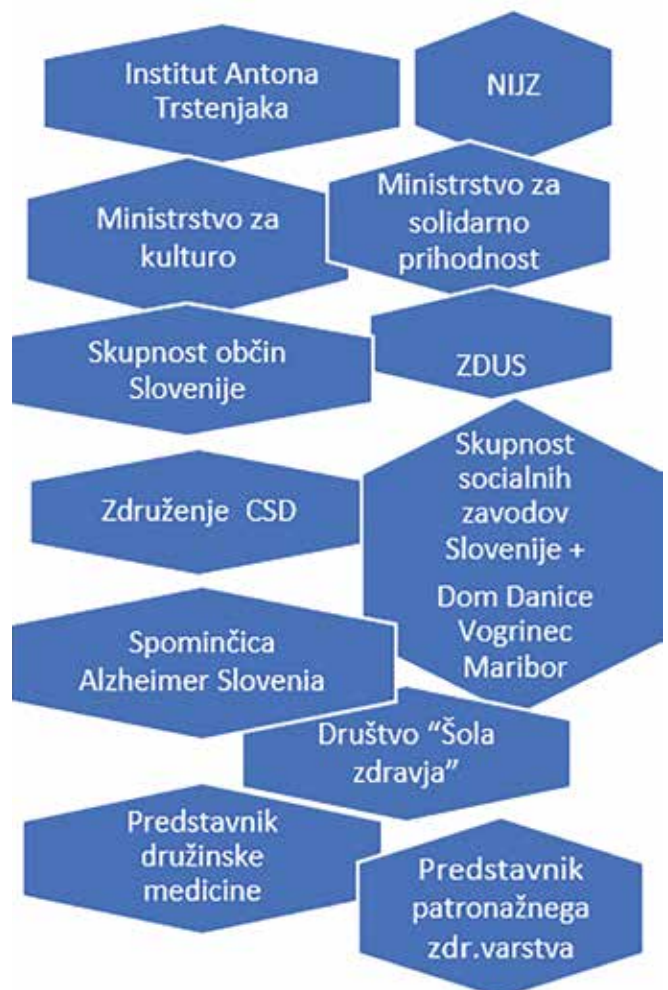 Institut Antona
Trstenjaka
NIJZ
Ministrstvo za
kulturo
Ministrstvo za
solidarno
prihodnost
Skupnost občin
Slovenije
ZDUS
Združenje CSD
Skupnost
socialnih
zavodov
Slovenije +
Dom Danice
Vogrinec
Maribor
Spominčica
Alzheimer Slovenia
Društvo “Šola
zdravja”
Predstavnik
družinske
medicine
Predstavnik
patronažnega
zdr.varstva